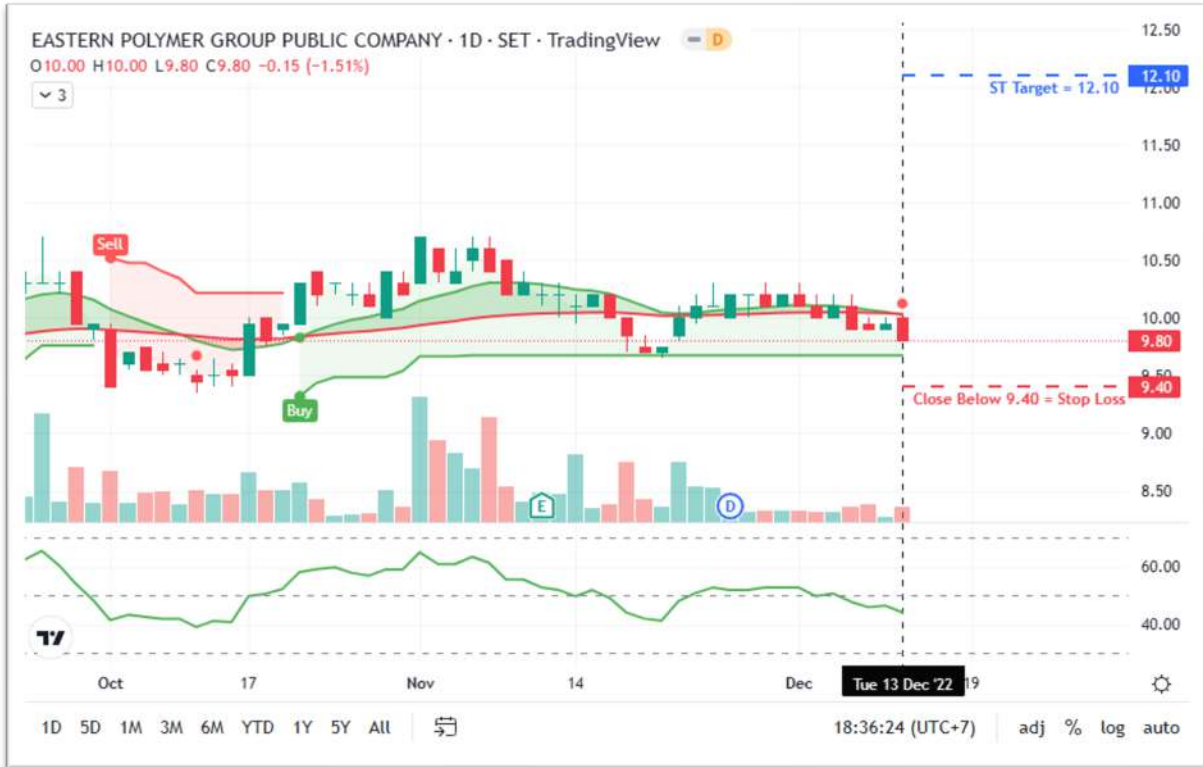 EASTERN POLYMER GROUP PUBLIC COMPANY · 1D · SET · TradingView
D
O10.00 H10.00 L9.80 C9.80 −0.15 (−1.51%)
3
12.50
12.10
ST Target = 12.10
12.00
11.50
11.00
Sell
10.50
10.00
9.80
9.50
9.40
Close Below 9.40 = Stop Loss
Buy
9.00
8.50
E
D
60.00
40.00
Oct
17
Nov
14
Dec
Tue 13 Dec '22
19
1D 5D 1M 3M 6M YTD 1Y 5Y All
18:36:24 (UTC+7)
adj % log auto